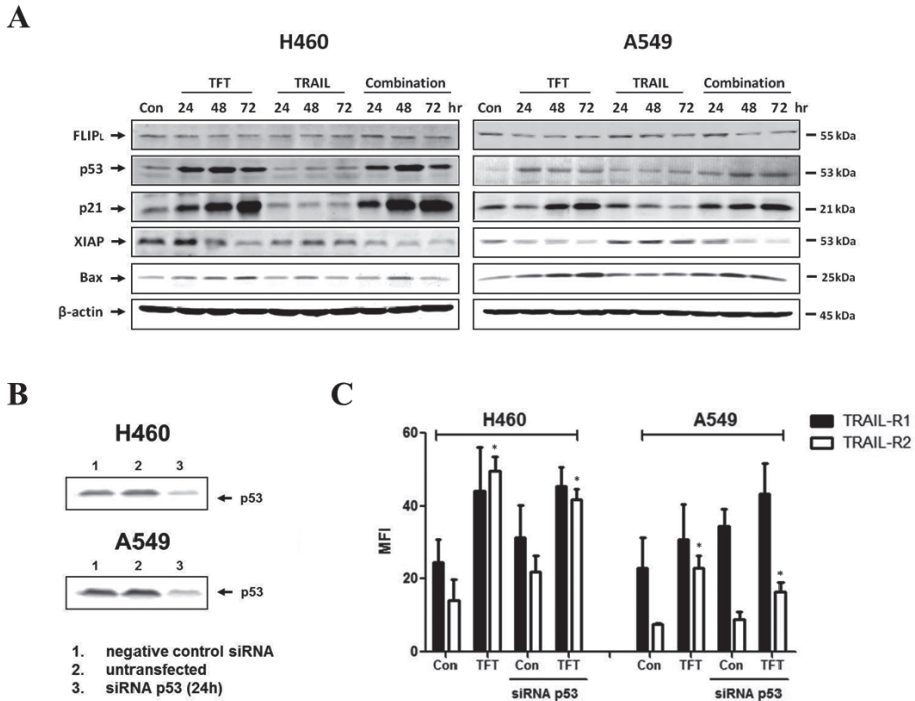 A
H460
A549
TFT TRAIL Combination
TFT TRAIL Combination
Con 24 48 72 24 48 72 24 48 72 hr
Con 24 48 72 24 48 72 24 48 72 hr
FLIPL
55 kDa
p53
53 kDa
p21
21 kDa
XIAP
53 kDa
Bax
25kDa
β-actin
45 kDa
B
H460
1 2 3
p53
A549
1 2 3
p53
1. negative control siRNA
2. untransfected
3. siRNA p53 (24h)
C
H460
A549
TRAIL-R1
TRAIL-R2
MFI
60
40
20
0
* * * *
Con TFT Con TFT
Con TFT Con TFT
siRNA p53
siRNA p53